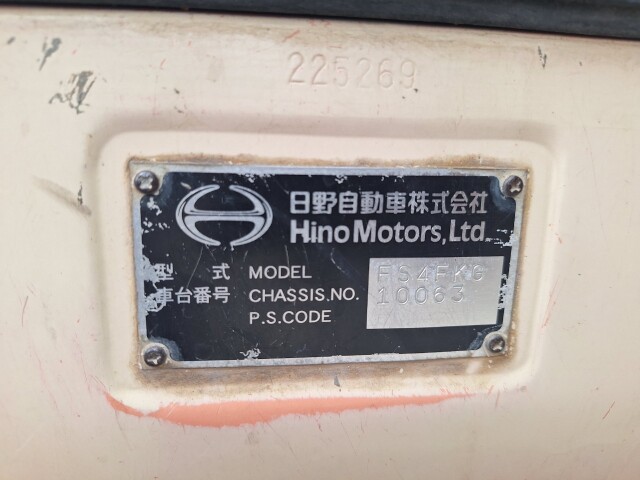 225269
日野自動車株式会社
Hino Motors, Ltd.
型 式 MODEL FS4FKG
車台番号 CHASSIS.NO. 10063
P.S.CODE